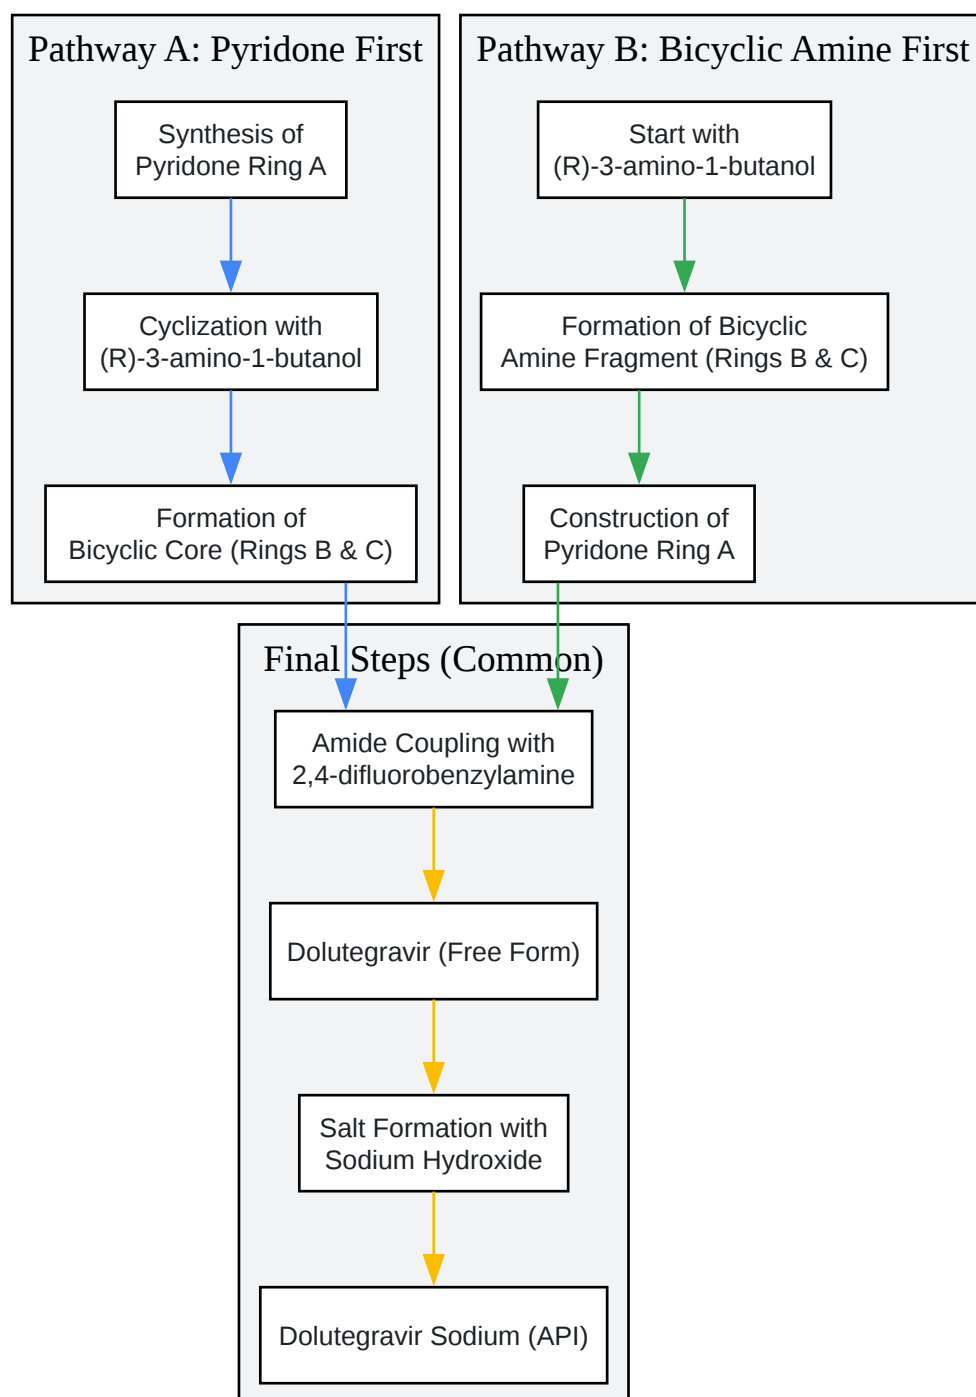 Pathway A: Pyridone First
Synthesis of
Pyridone Ring A
Cyclization with
(R)-3-amino-1-butanol
Formation of
Bicyclic Core (Rings B & C)
Pathway B: Bicyclic Amine First
Start with
(R)-3-amino-1-butanol
Formation of Bicyclic
Amine Fragment (Rings B & C)
Construction of
Pyridone Ring A
Final Steps (Common)
Amide Coupling with
2,4-difluorobenzylamine
Dolutegravir (Free Form)
Salt Formation with
Sodium Hydroxide
Dolutegravir Sodium (API)